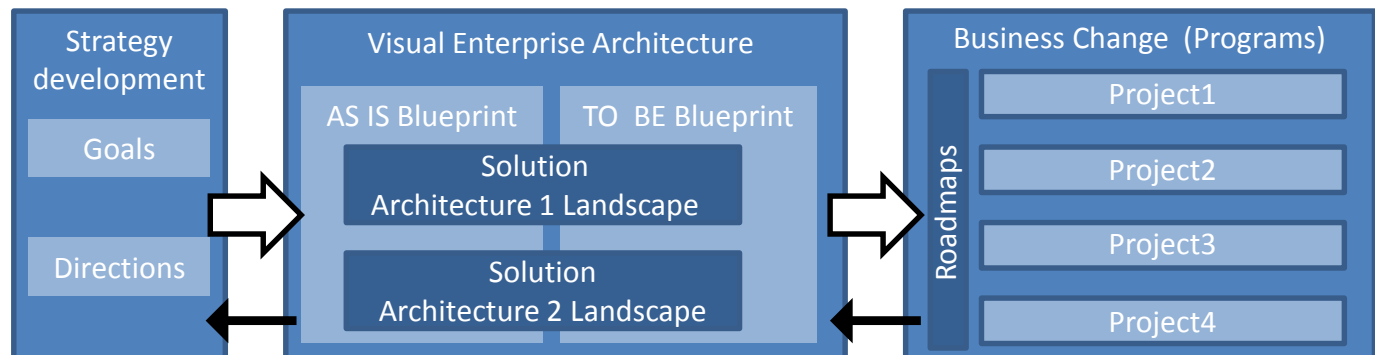 Strategy
development
Goals
Directions
Visual Enterprise Architecture
AS IS Blueprint
TO BE Blueprint
Solution
Architecture 1 Landscape
Solution
Architecture 2 Landscape
Business Change (Programs)
Roadmaps
Project1
Project2
Project3
Project4